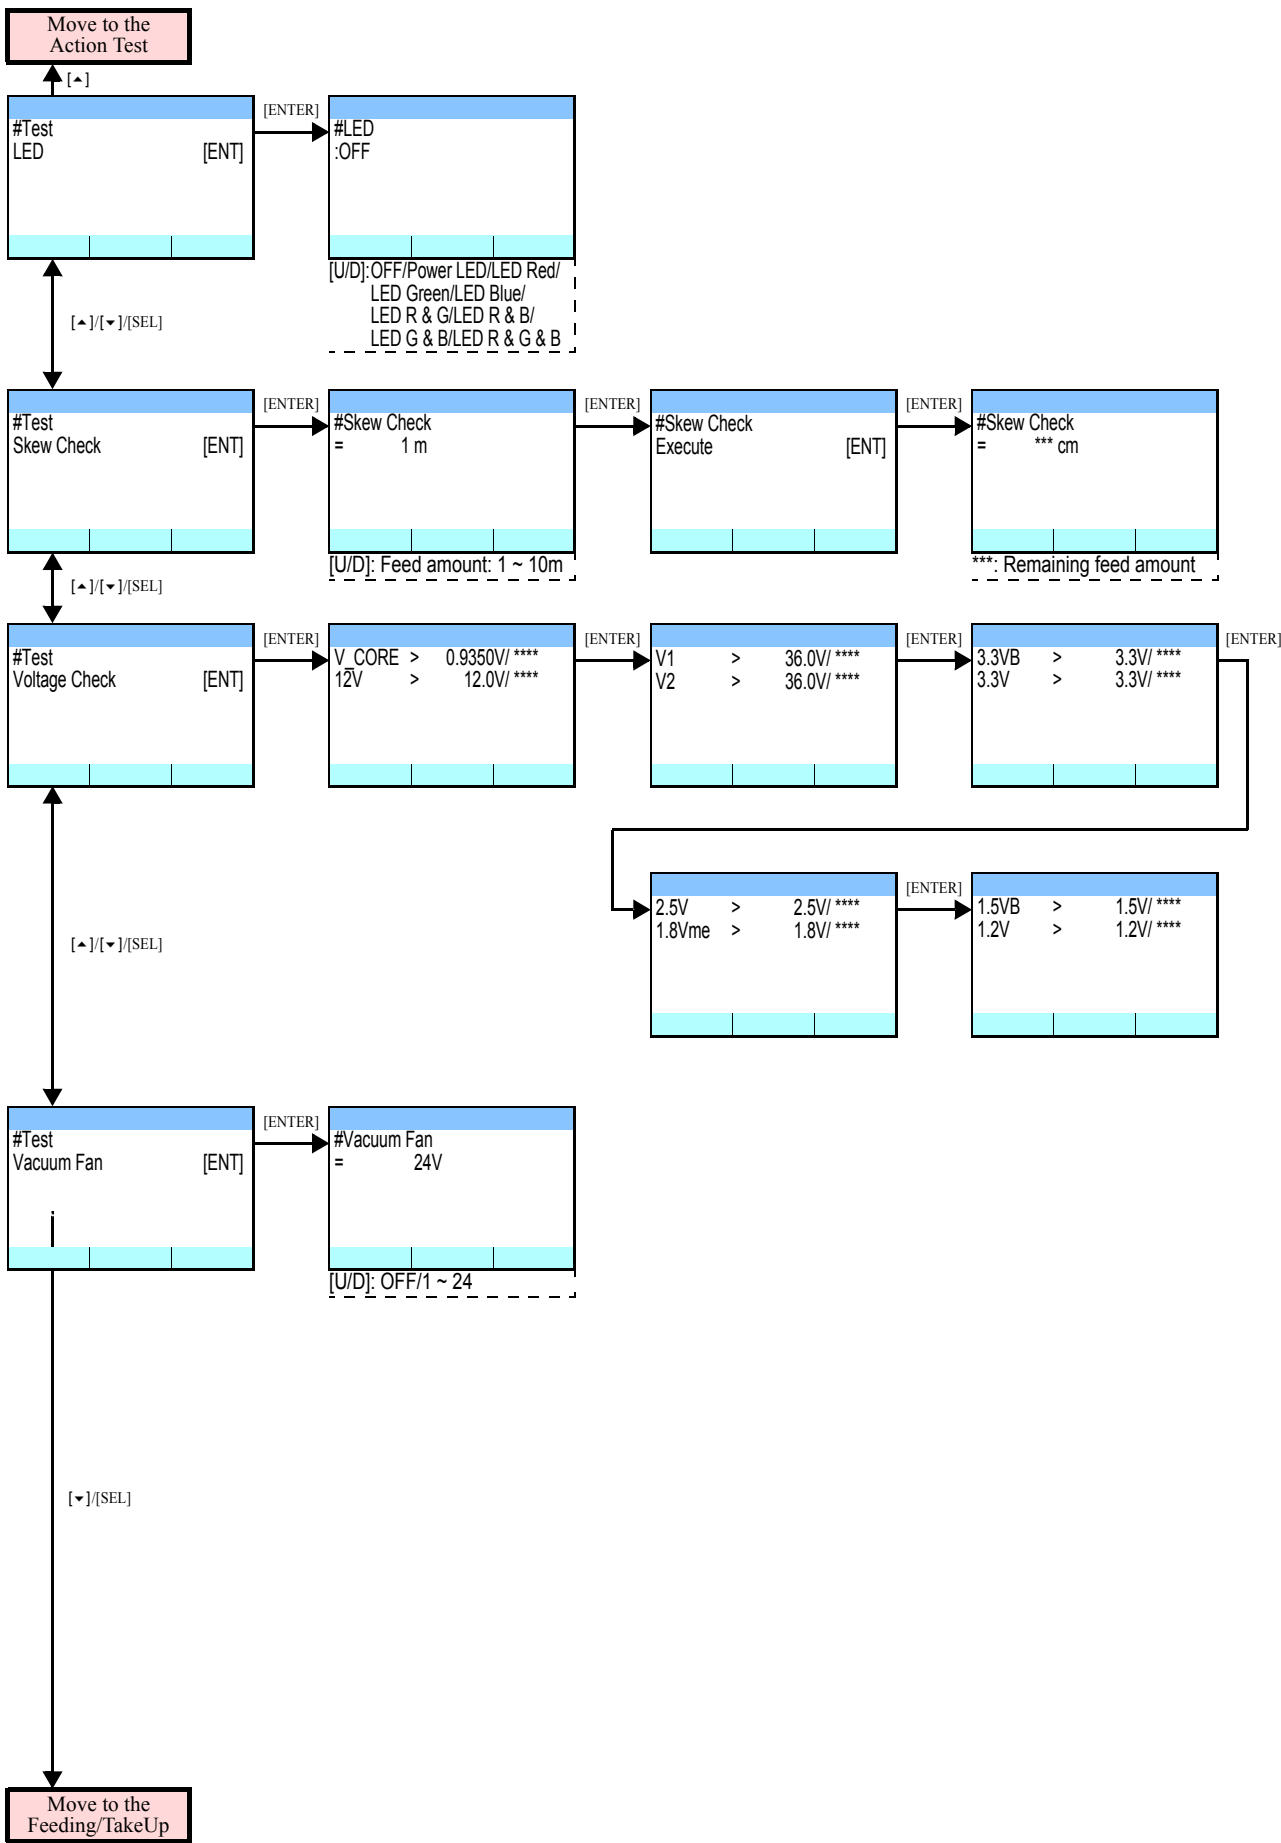 Move to the
Action Test
[▲]
#Test
LED [ENT]
[ENTER]
#LED
:OFF
[U/D]:OFF/Power LED/LED Red/
LED Green/LED Blue/
LED R & G/LED R & B/
LED G & B/LED R & G & B
[▲]/[▼]/[SEL]
#Test
Skew Check [ENT]
[ENTER]
#Skew Check
= 1 m
[U/D]: Feed amount: 1 ~ 10m
[ENTER]
#Skew Check
Execute [ENT]
[ENTER]
#Skew Check
= *** cm
***: Remaining feed amount
[▲]/[▼]/[SEL]
#Test
Voltage Check [ENT]
[ENTER]
V_CORE > 0.9350V/ ****
12V > 12.0V/ ****
[ENTER]
V1 > 36.0V/ ****
V2 > 36.0V/ ****
[ENTER]
3.3VB > 3.3V/ ****
3.3V > 3.3V/ ****
[ENTER]
2.5V > 2.5V/ ****
1.8Vme > 1.8V/ ****
[ENTER]
1.5VB > 1.5V/ ****
1.2V > 1.2V/ ****
[▲]/[▼]/[SEL]
#Test
Vacuum Fan [ENT]
[ENTER]
#Vacuum Fan
= 24V
[U/D]: OFF/1 ~ 24
[▼]/[SEL]
Move to the
Feeding/TakeUp